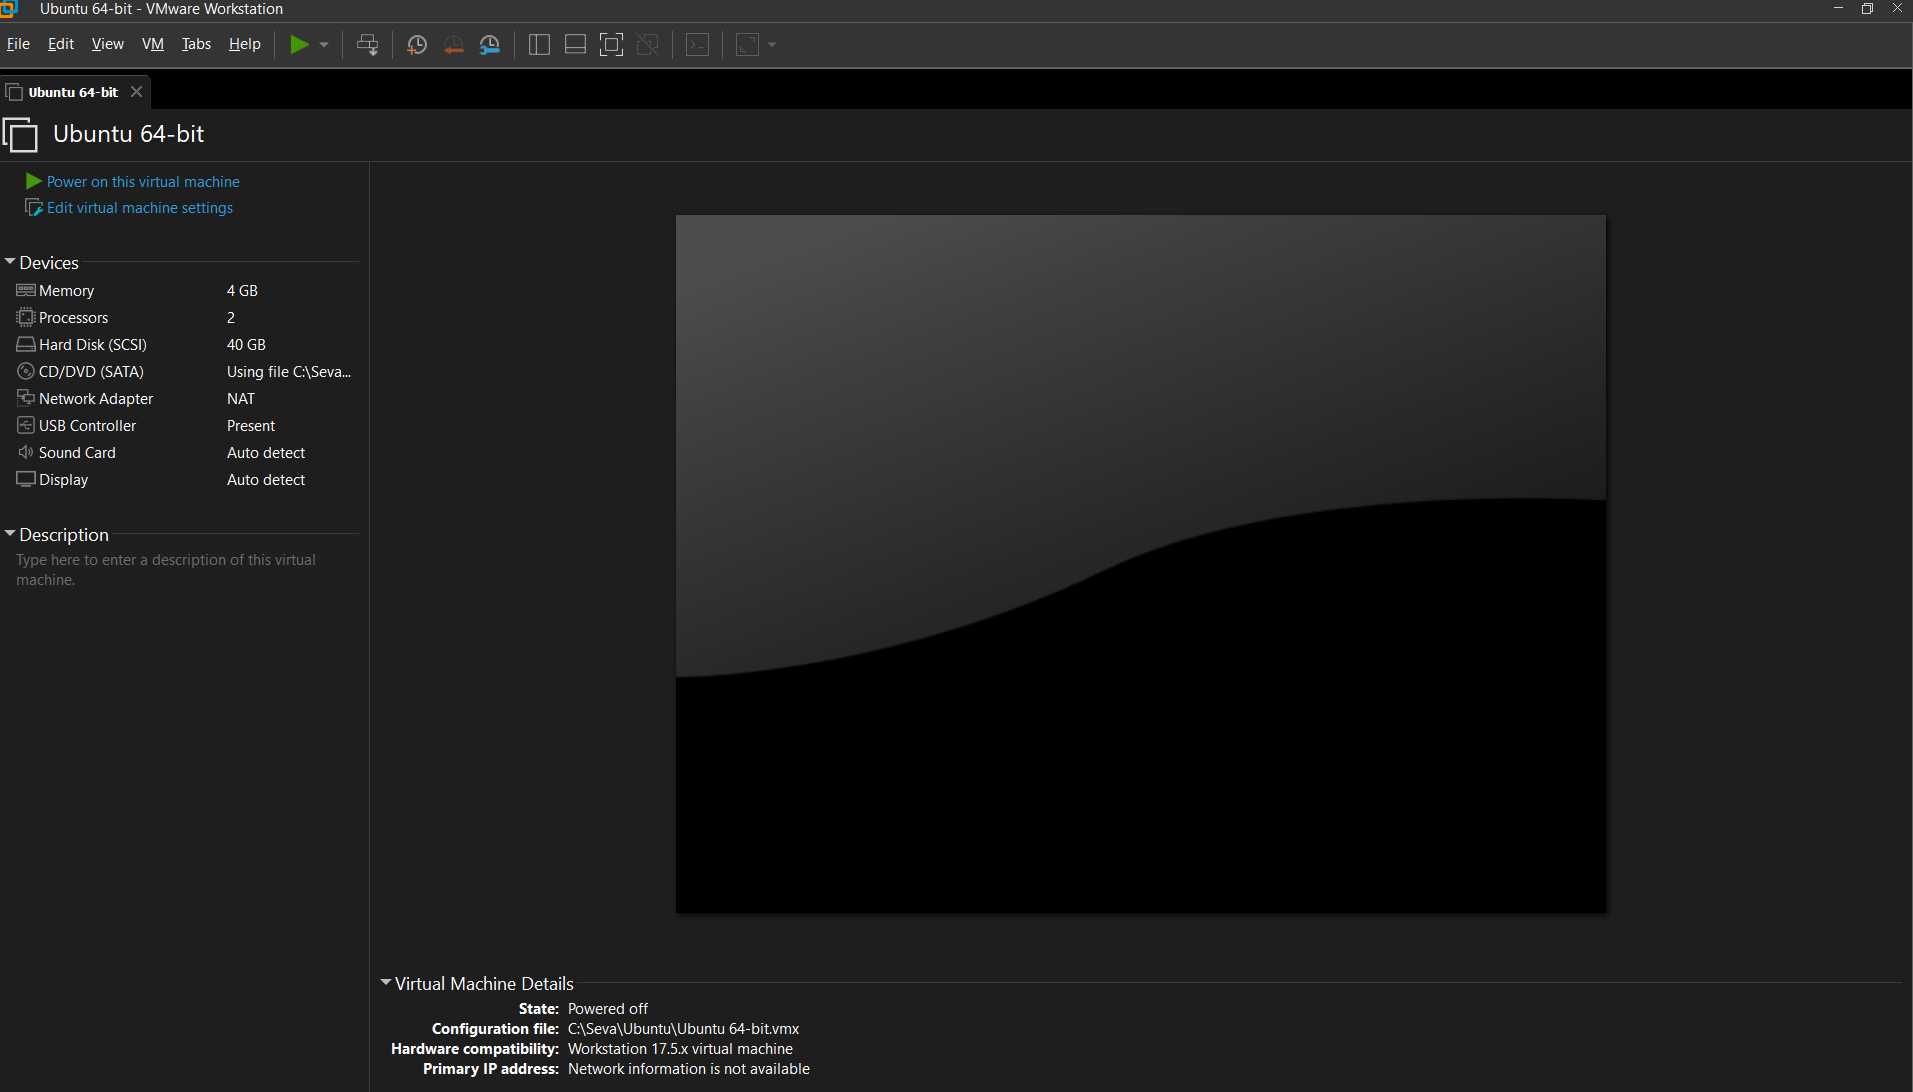 Ubuntu 64-bit - VMware Workstation
File Edit View VM Tabs Help
Ubuntu 64-bit
Ubuntu 64-bit
Power on this virtual machine
Edit virtual machine settings
Devices
Memory 4 GB
Processors 2
Hard Disk (SCSI) 40 GB
CD/DVD (SATA) Using file C:\Seva...
Network Adapter NAT
USB Controller Present
Sound Card Auto detect
Display Auto detect
Description
Type here to enter a description of this virtual
machine.
Virtual Machine Details
State: Powered off
Configuration file: C:\Seva\Ubuntu\Ubuntu 64-bit.vmx
Hardware compatibility: Workstation 17.5.x virtual machine
Primary IP address: Network information is not available